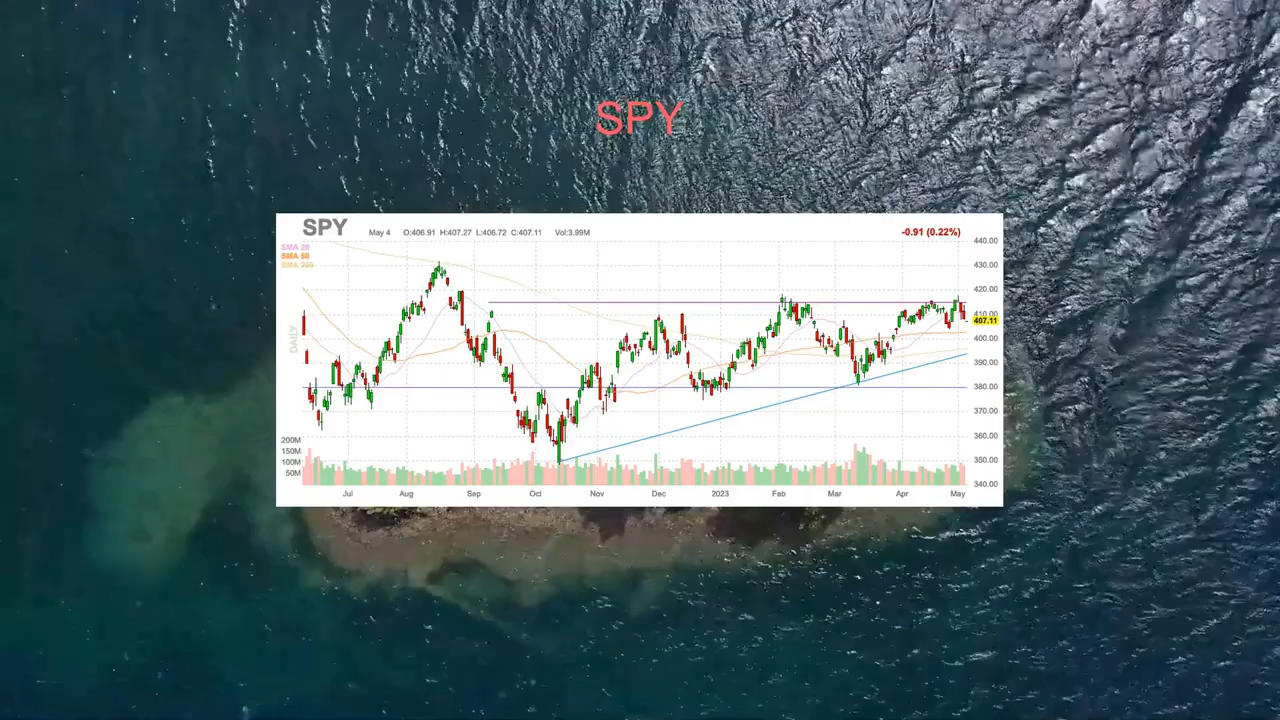 SPY
SPY May 4 O:406.91 H:407.27 L:406.72 C:407.11 Vol:3.99M -0.91 (0.22%)
SMA 20
SMA 50
SMA 200
DAILY
440.00
430.00
420.00
410.00
407.11
400.00
390.00
380.00
370.00
360.00
350.00
340.00
200M
150M
100M
50M
Jul Aug Sep Oct Nov Dec 2023 Feb Mar Apr May